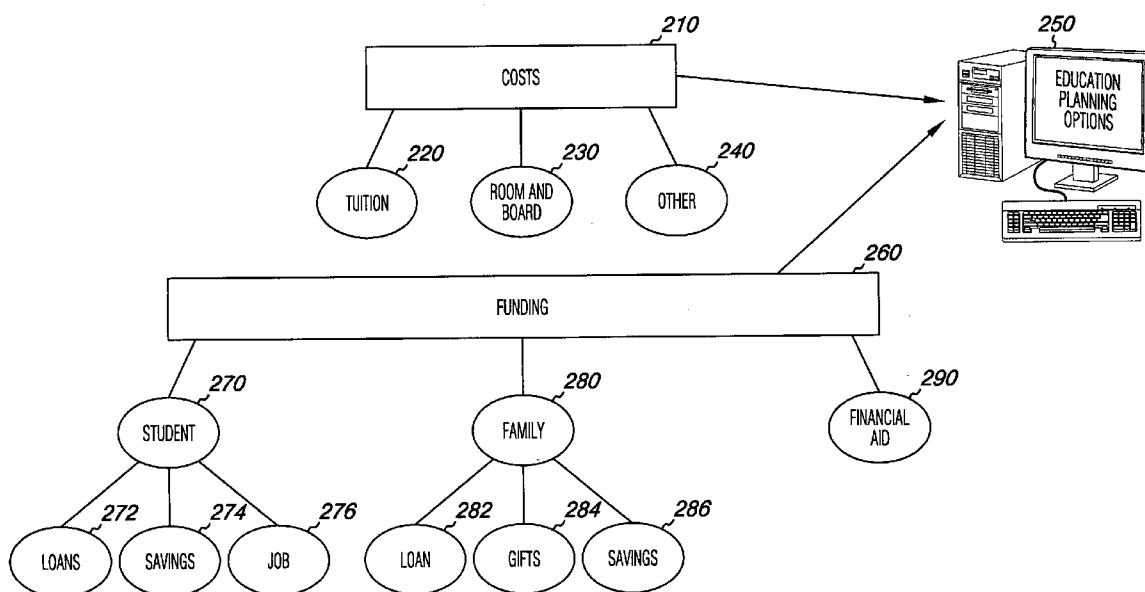 210
COSTS
250
EDUCATION
PLANNING
OPTIONS
220
TUITION
230
ROOM AND
BOARD
240
OTHER
260
FUNDING
270
STUDENT
280
FAMILY
290
FINANCIAL
AID
272
LOANS
274
SAVINGS
276
JOB
282
LOAN
284
GIFTS
286
SAVINGS